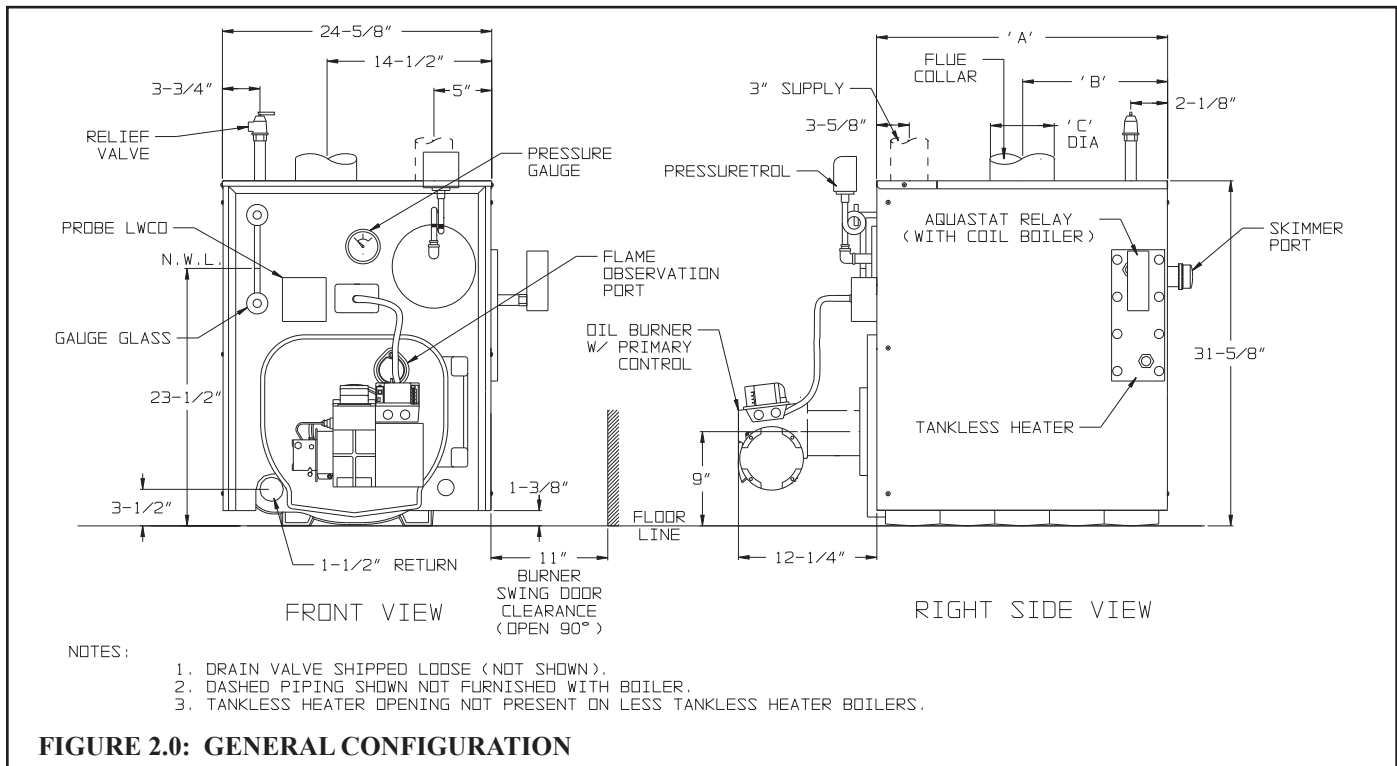 24-5/8"
14-1/2"
3-3/4"
5"
RELIEF
VALVE
PRESSURE
GAUGE
PROBE LWCO
N.W.L.
FLAME
OBSERVATION
PORT
GAUGE GLASS
23-1/2"
3-1/2"
1-3/8"
FLOOR
LINE
1-1/2" RETURN
11"
BURNER
SWING DOOR
CLEARANCE
(OPEN 90°)
FRONT VIEW
'A'
FLUE
COLLAR
'B'
3" SUPPLY
2-1/8"
3-5/8"
'C'
DIA
PRESSURETROL
AQUASTAT RELAY
(WITH COIL BOILER)
SKIMMER
PORT
OIL BURNER
W/ PRIMARY
CONTROL
31-5/8"
TANKLESS HEATER
9"
12-1/4"
RIGHT SIDE VIEW
NOTES:
1. DRAIN VALVE SHIPPED LOOSE (NOT SHOWN).
2. DASHED PIPING SHOWN NOT FURNISHED WITH BOILER.
3. TANKLESS HEATER OPENING NOT PRESENT ON LESS TANKLESS HEATER BOILERS.
FIGURE 2.0: GENERAL CONFIGURATION